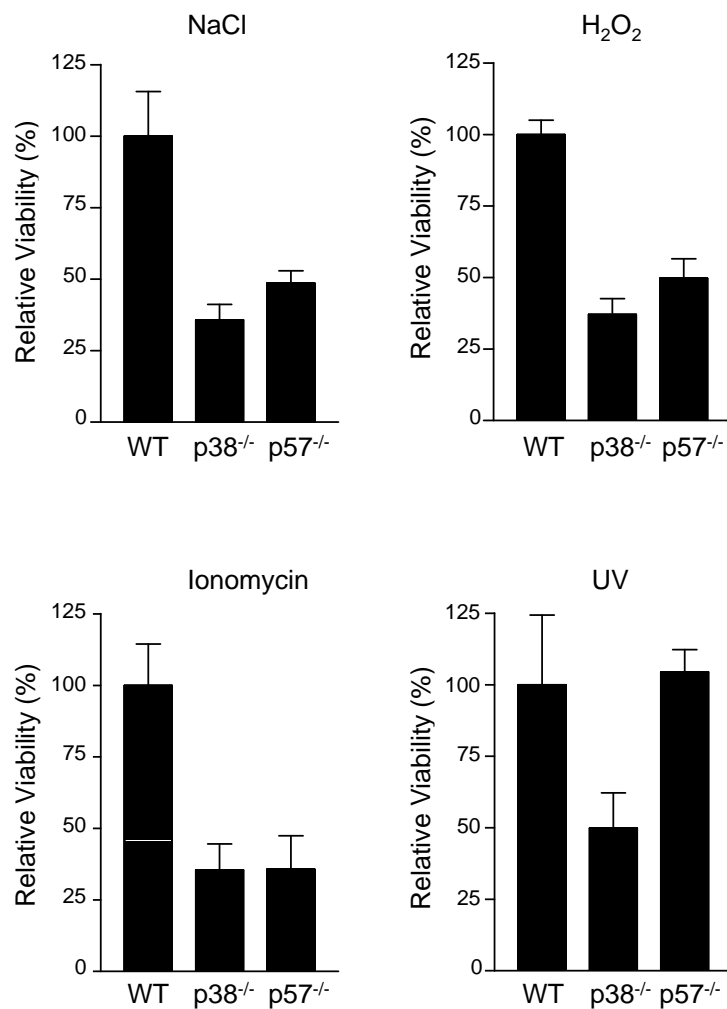 NaCl
Relative Viability (%)
125
100
75
50
25
0
WT p38-/- p57-/-
H2O2
Relative Viability (%)
125
100
75
50
25
0
WT p38-/- p57-/-
Ionomycin
Relative Viability (%)
125
100
75
50
25
0
WT p38-/- p57-/-
UV
Relative Viability (%)
125
100
75
50
25
0
WT p38-/- p57-/-